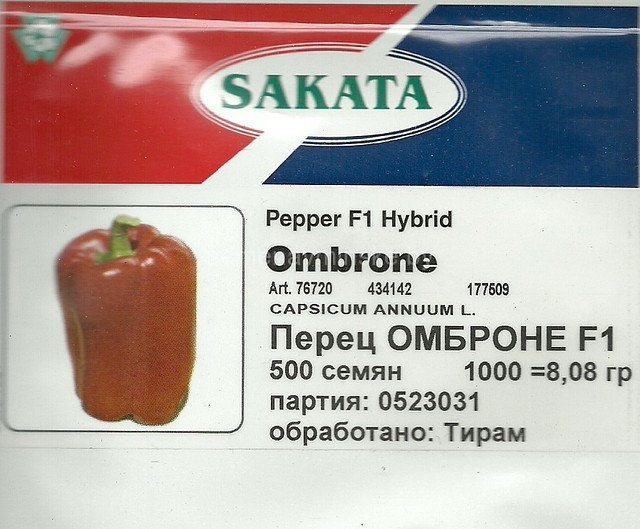 SAKATA
Pepper F1 Hybrid
Ombrone
Art. 76720 434142 177509
CAPSICUM ANNUUM L.
Перец ОМБРОНЕ F1
500 семян 1000 =8,08 гр
партия: 0523031
обработано: Тирам